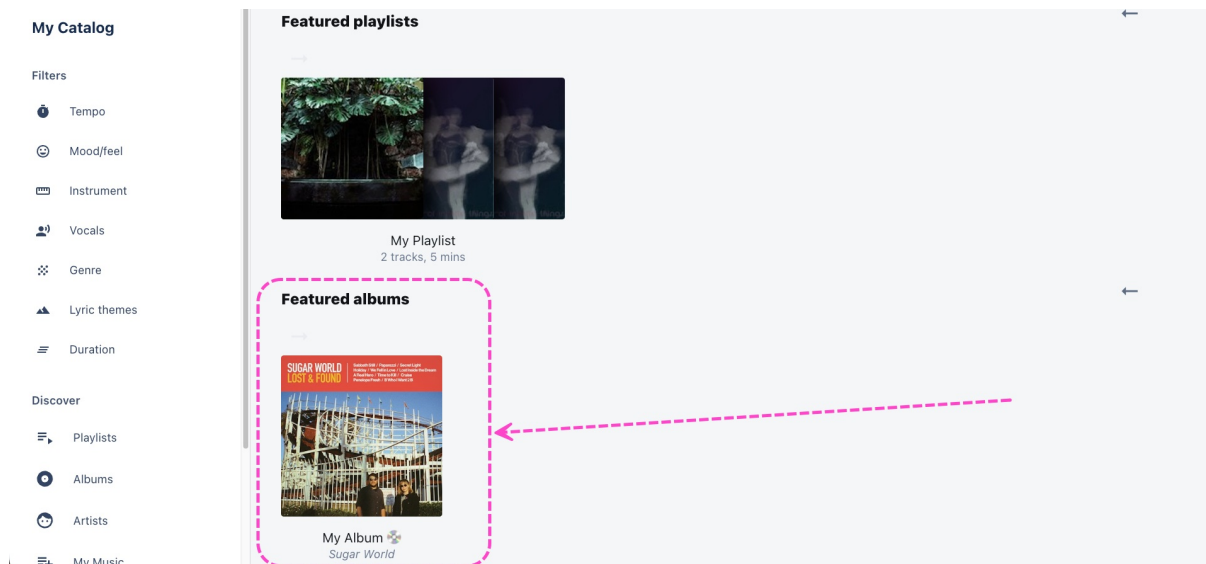 My Catalog
Filters
Tempo
Mood/feel
Instrument
Vocals
Genre
Lyric themes
Duration
Discover
Playlists
Albums
Artists
My Music
Featured playlists
My Playlist
2 tracks, 5 mins
Featured albums
SUGAR WORLD
LOST & FOUND
My Album
Sugar World